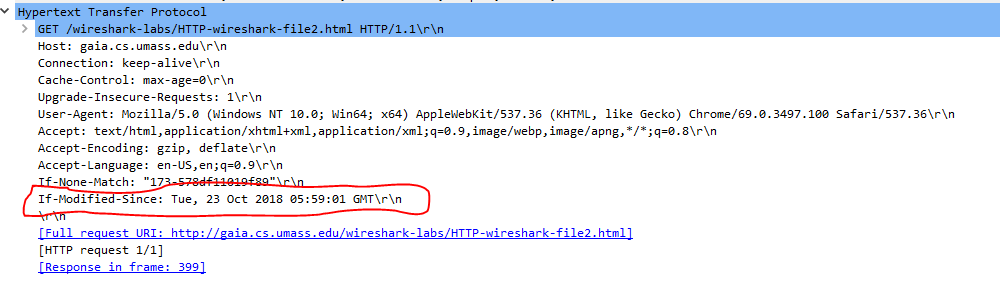 Hypertext Transfer Protocol
GET /wireshark-labs/HTTP-wireshark-file2.html HTTP/1.1\r\n
Host: gaia.cs.umass.edu\r\n
Connection: keep-alive\r\n
Cache-Control: max-age=0\r\n
Upgrade-Insecure-Requests: 1\r\n
User-Agent: Mozilla/5.0 (Windows NT 10.0; Win64; x64) AppleWebKit/537.36 (KHTML, like Gecko) Chrome/69.0.3497.100 Safari/537.36\r\n
Accept: text/html,application/xhtml+xml,application/xml;q=0.9,image/webp,image/apng,*/*;q=0.8\r\n
Accept-Encoding: gzip, deflate\r\n
Accept-Language: en-US,en;q=0.9\r\n
If-None-Match: "173-578df11019f89"\r\n
If-Modified-Since: Tue, 23 Oct 2018 05:59:01 GMT\r\n
\r\n
[Full request URI: http://gaia.cs.umass.edu/wireshark-labs/HTTP-wireshark-file2.html]
[HTTP request 1/1]
[Response in frame: 399]